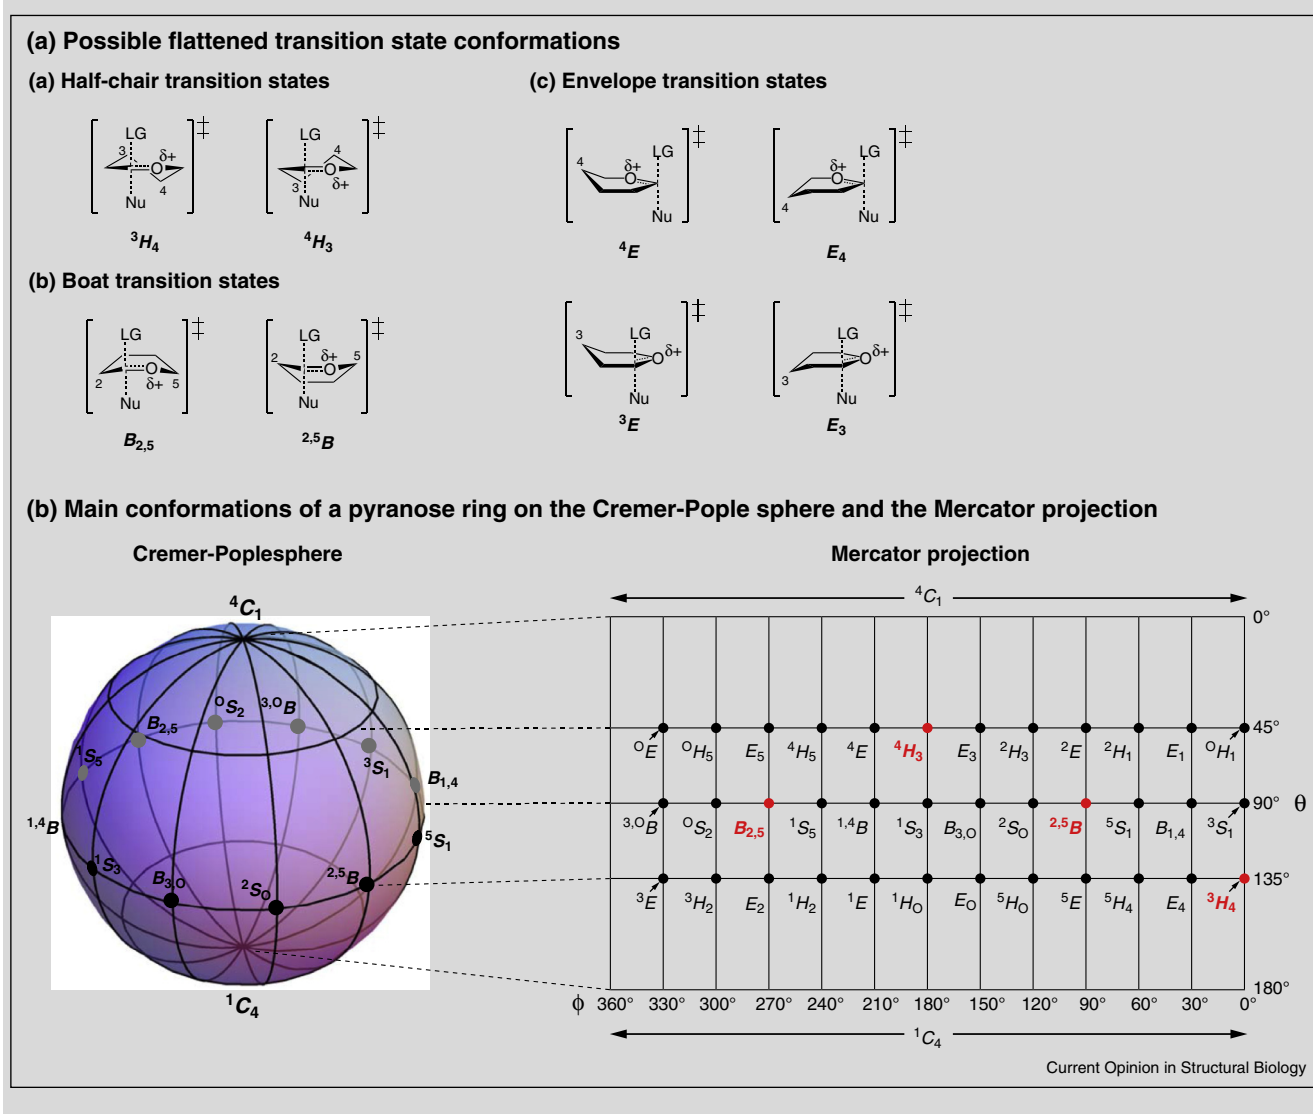 (a) Possible flattened transition state conformations
(a) Half-chair transition states
(c) Envelope transition states
LG 3 δ+ O 4 Nu ‡
LG 4 O δ+ 3 Nu ‡
4 δ+ O LG Nu ‡
δ+ O LG 4 Nu ‡
³H₄
⁴H₃
⁴E
E₄
(b) Boat transition states
LG O 2 δ+ 5 Nu ‡
LG 2 δ+ 5 O Nu ‡
3 LG O δ+ Nu ‡
LG O δ+ 3 Nu ‡
B₂,₅
²,⁵B
³E
E₃
(b) Main conformations of a pyranose ring on the Cremer-Pople sphere and the Mercator projection
Cremer-Poplesphere
⁴C₁
ᴼS₂ ³,ᴼB
B₂,₅
¹S₅ ³S₁
B₁,₄
¹,⁴B ⁵S₁
¹S₃ B₃,O ²SO ²,⁵B
¹C₄
Mercator projection
⁴C₁
0°
45°
ᴼE ᴼH₅ E₅ ⁴H₅ ⁴E ⁴H₃ E₃ ²H₃ ²E ²H₁ E₁ ᴼH₁
90° θ
³,ᴼB ᴼS₂ B₂,₅ ¹S₅ ¹,⁴B ¹S₃ B₃,O ²SO ²,⁵B ⁵S₁ B₁,₄ ³S₁
135°
³E ³H₂ E₂ ¹H₂ ¹E ¹HO EO ⁵HO ⁵E ⁵H₄ E₄ ³H₄
180°
ϕ 360° 330° 300° 270° 240° 210° 180° 150° 120° 90° 60° 30° 0°
¹C₄
Current Opinion in Structural Biology